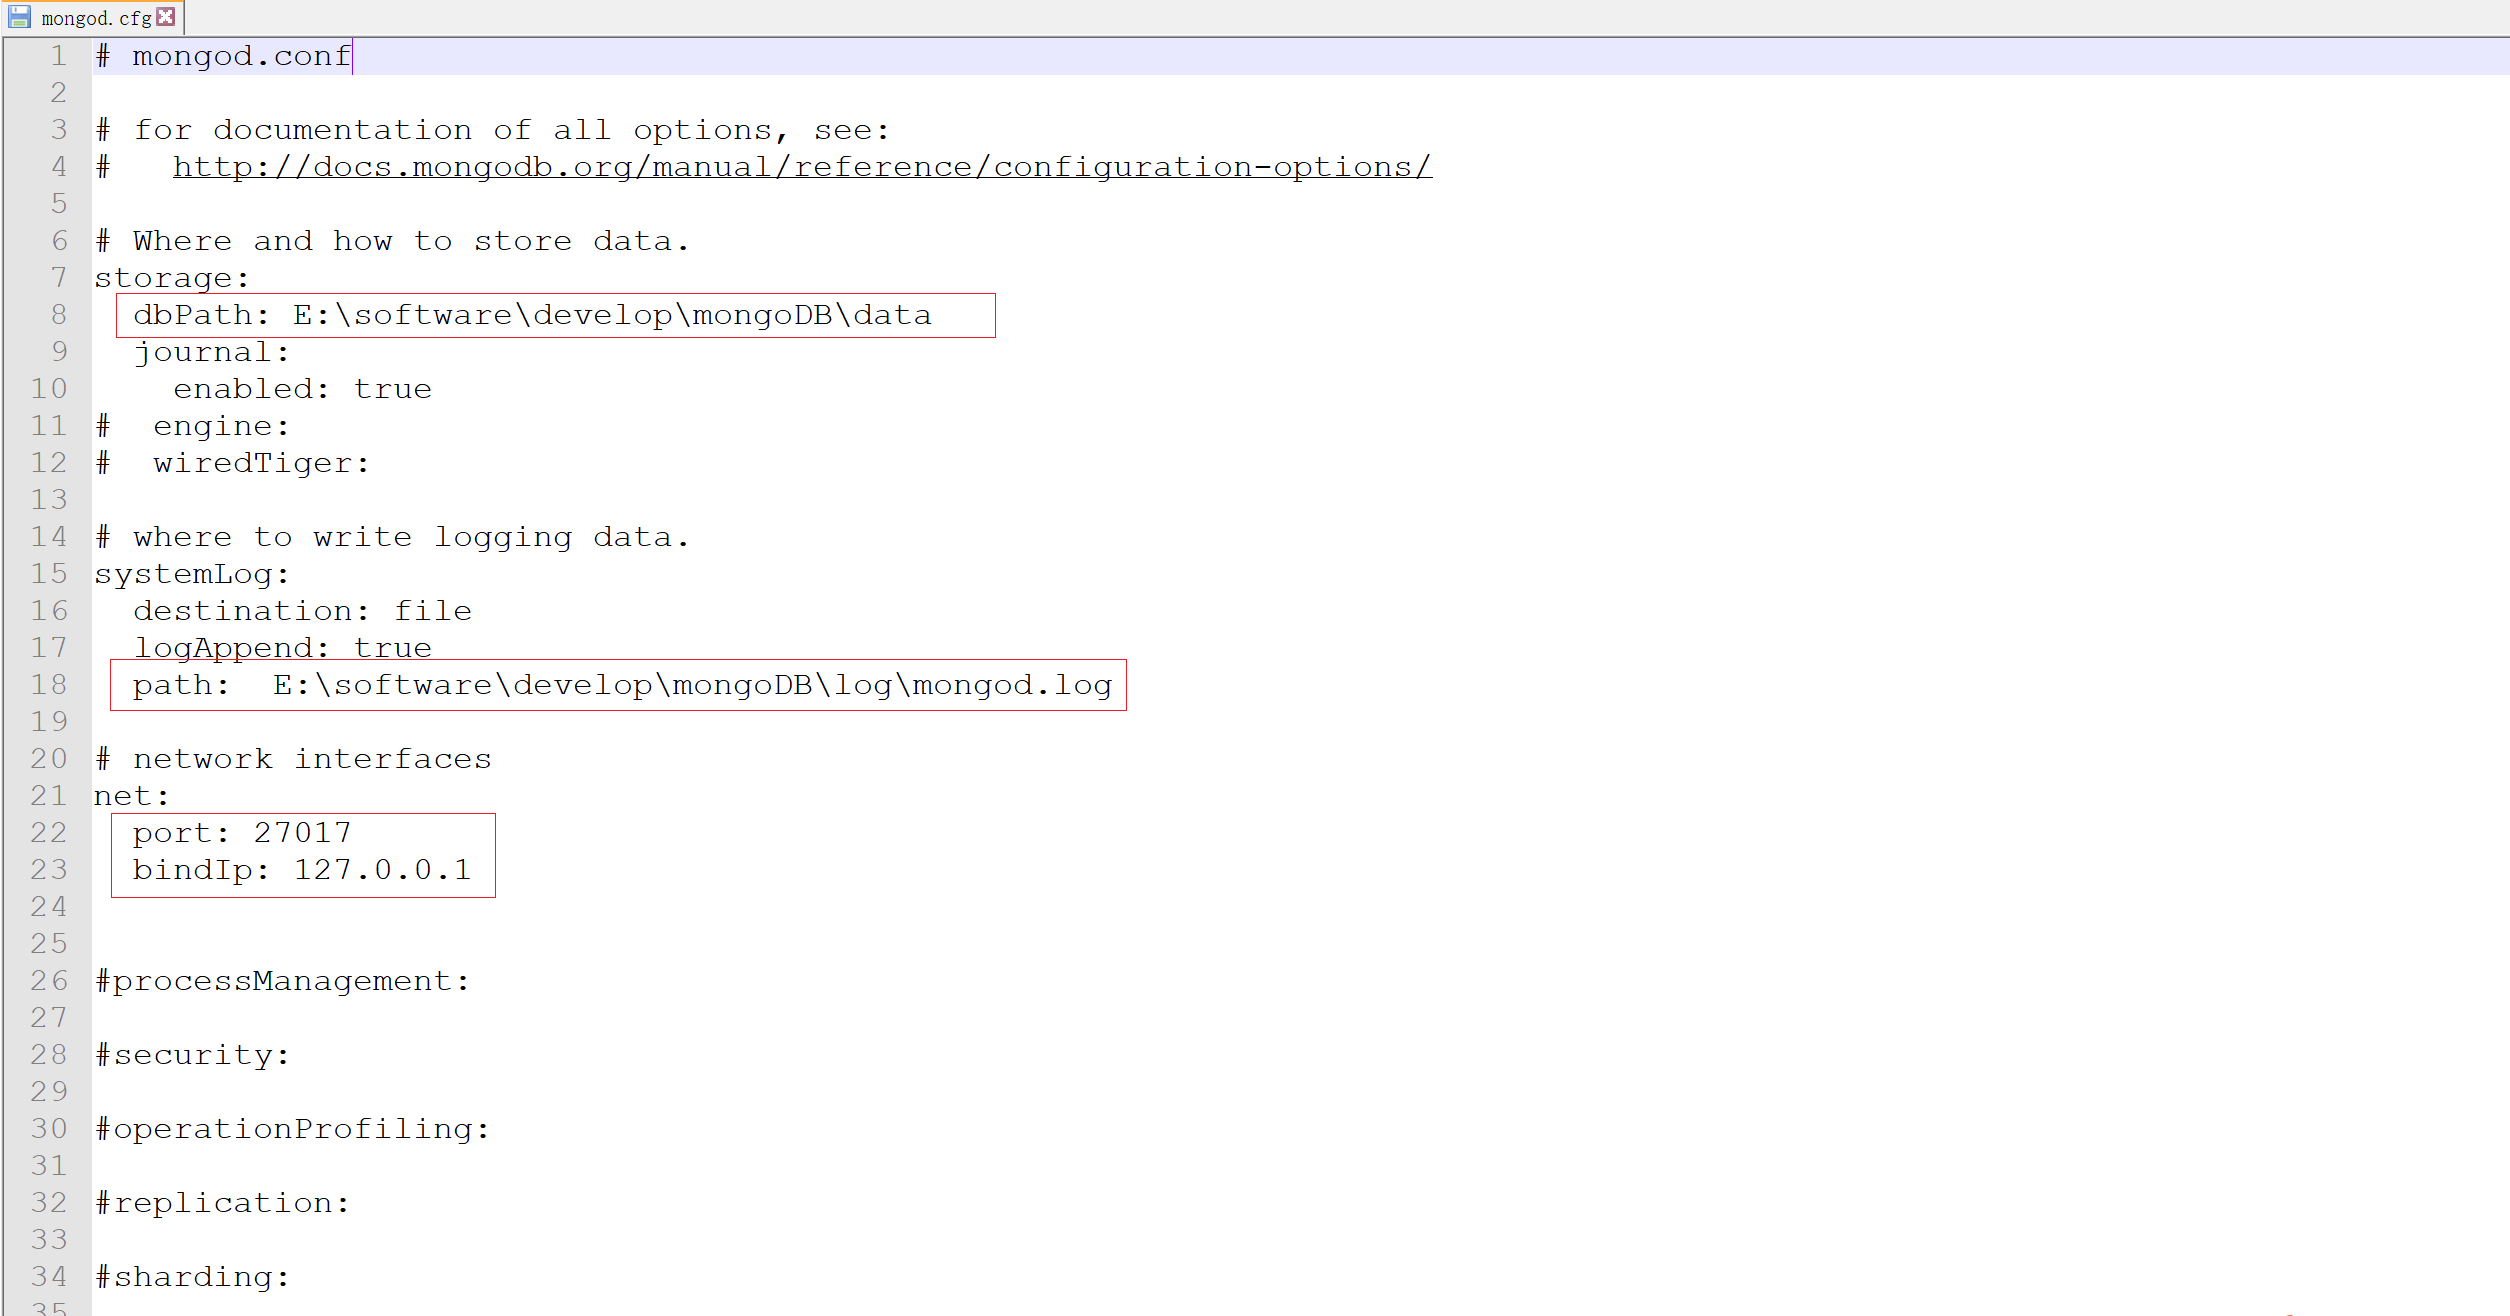 mongod.cfg
1 # mongod.conf
2
3 # for documentation of all options, see:
4 #   http://docs.mongodb.org/manual/reference/configuration-options/
5
6 # Where and how to store data.
7 storage:
8   dbPath: E:\software\develop\mongoDB\data
9   journal:
10     enabled: true
11 #  engine:
12 #  wiredTiger:
13
14 # where to write logging data.
15 systemLog:
16   destination: file
17   logAppend: true
18   path:  E:\software\develop\mongoDB\log\mongod.log
19
20 # network interfaces
21 net:
22   port: 27017
23   bindIp: 127.0.0.1
24
25
26 #processManagement:
27
28 #security:
29
30 #operationProfiling:
31
32 #replication:
33
34 #sharding:
35